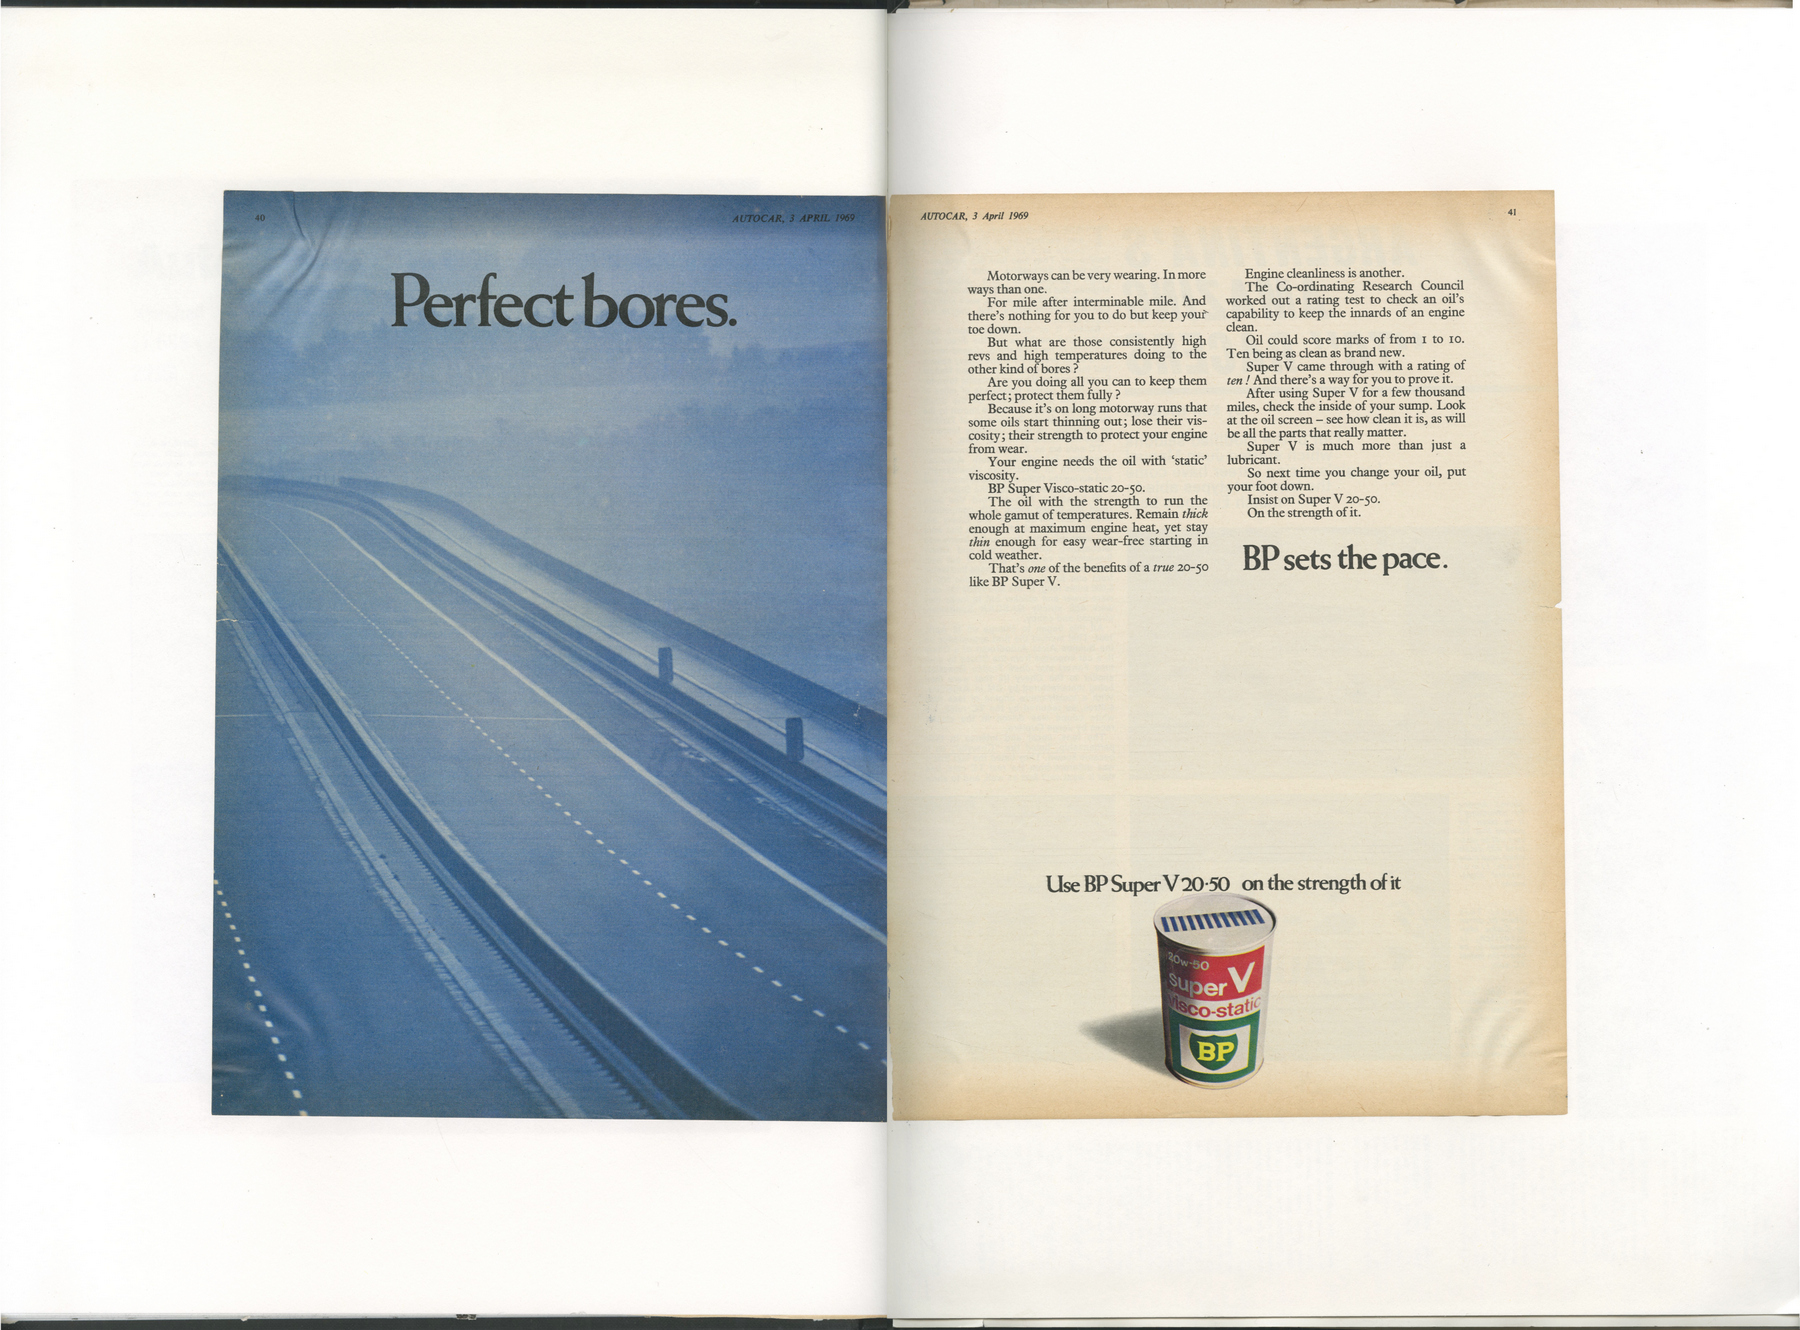 40
AUTOCAR, 3 APRIL 1969
Perfect bores.
AUTOCAR, 3 April 1969
41
Motorways can be very wearing. In more
ways than one.
For mile after interminable mile. And
there's nothing for you to do but keep your
toe down.
But what are those consistently high
revs and high temperatures doing to the
other kind of bores ?
Are you doing all you can to keep them
perfect; protect them fully ?
Because it's on long motorway runs that
some oils start thinning out; lose their vis-
cosity; their strength to protect your engine
from wear.
Your engine needs the oil with 'static'
viscosity.
BP Super Visco-static 20-50.
The oil with the strength to run the
whole gamut of temperatures. Remain thick
enough at maximum engine heat, yet stay
thin enough for easy wear-free starting in
cold weather.
That's one of the benefits of a true 20-50
like BP Super V.
Engine cleanliness is another.
The Co-ordinating Research Council
worked out a rating test to check an oil's
capability to keep the innards of an engine
clean.
Oil could score marks of from 1 to 10.
Ten being as clean as brand new.
Super V came through with a rating of
ten ! And there's a way for you to prove it.
After using Super V for a few thousand
miles, check the inside of your sump. Look
at the oil screen – see how clean it is, as will
be all the parts that really matter.
Super V is much more than just a
lubricant.
So next time you change your oil, put
your foot down.
Insist on Super V 20-50.
On the strength of it.
BP sets the pace.
Use BP Super V 20·50 on the strength of it
20w-50
super V
visco-static
BP